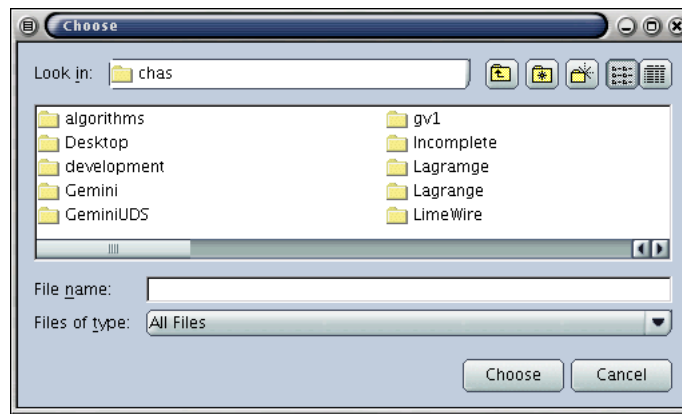 Choose
Look in: chas
algorithms
Desktop
development
Gemini
GeminiUDS
gv1
Incomplete
Lagramge
Lagrange
LimeWire
File name:
Files of type: All Files
Choose Cancel